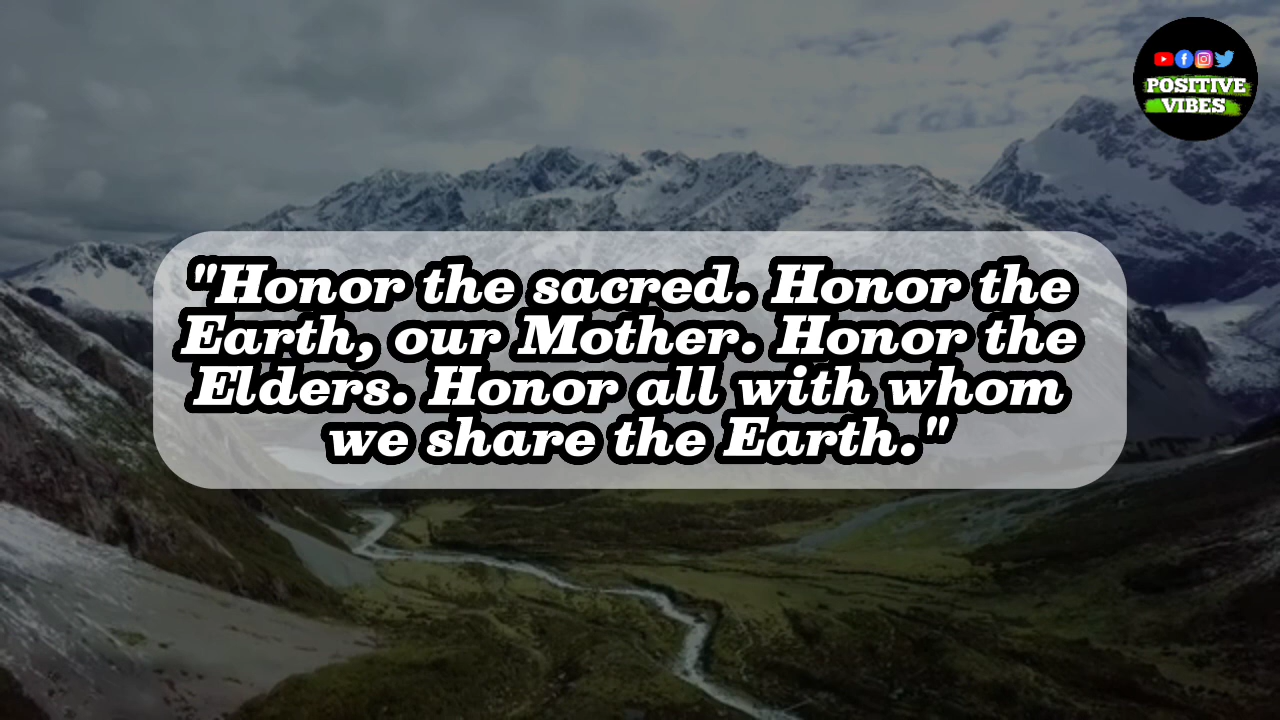 POSITIVE
VIBES
"Honor the sacred. Honor the
Earth, our Mother. Honor the
Elders. Honor all with whom
we share the Earth."